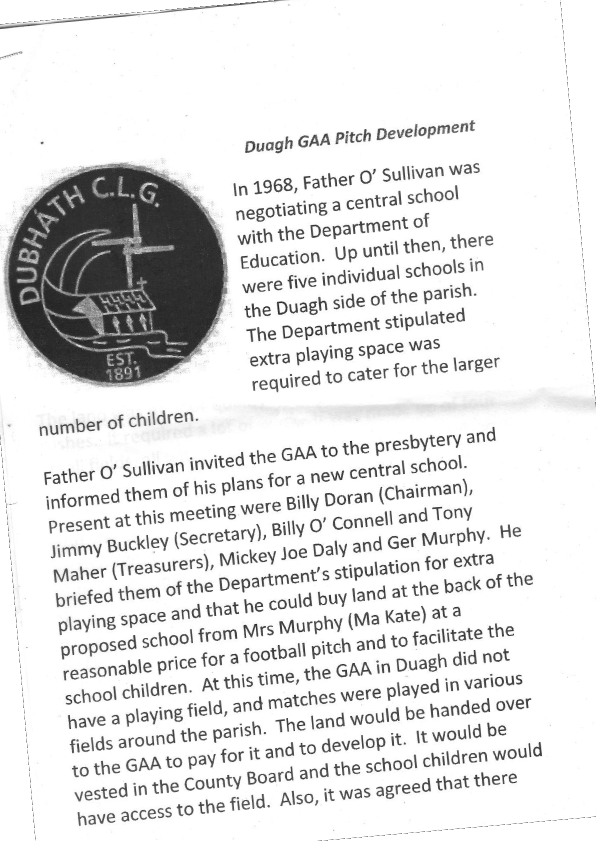 Duagh GAA Pitch Development
DUBHÁTH C.L.G.
EST.
1891
In 1968, Father O’ Sullivan was
negotiating a central school
with the Department of
Education.  Up until then, there
were five individual schools in
the Duagh side of the parish.
The Department stipulated
extra playing space was
required to cater for the larger
number of children.
Father O’ Sullivan invited the GAA to the presbytery and
informed them of his plans for a new central school.
Present at this meeting were Billy Doran (Chairman),
Jimmy Buckley (Secretary), Billy O’ Connell and Tony
Maher (Treasurers), Mickey Joe Daly and Ger Murphy.  He
briefed them of the Department’s stipulation for extra
playing space and that he could buy land at the back of the
proposed school from Mrs Murphy (Ma Kate) at a
reasonable price for a football pitch and to facilitate the
school children.  At this time, the GAA in Duagh did not
have a playing field, and matches were played in various
fields around the parish.  The land would be handed over
to the GAA to pay for it and to develop it.  It would be
vested in the County Board and the school children would
have access to the field.  Also, it was agreed that there